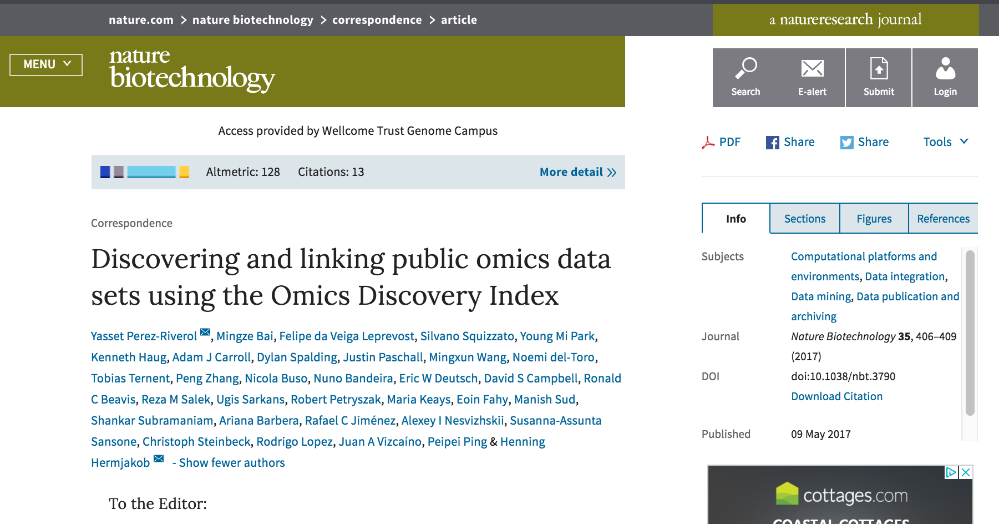 nature.com > nature biotechnology > correspondence > article
a natureresearch journal
MENU
nature
biotechnology
Search
E-alert
Submit
Login
Access provided by Wellcome Trust Genome Campus
PDF
Share
Share
Tools
Altmetric: 128 Citations: 13
More detail »
Correspondence
Discovering and linking public omics data
sets using the Omics Discovery Index
Yasset Perez-Riverol, Mingze Bai, Felipe da Veiga Leprevost, Silvano Squizzato, Young Mi Park,
Kenneth Haug, Adam J Carroll, Dylan Spalding, Justin Paschall, Mingxun Wang, Noemi del-Toro,
Tobias Ternent, Peng Zhang, Nicola Buso, Nuno Bandeira, Eric W Deutsch, David S Campbell, Ronald
C Beavis, Reza M Salek, Ugis Sarkans, Robert Petryszak, Maria Keays, Eoin Fahy, Manish Sud,
Shankar Subramaniam, Ariana Barbera, Rafael C Jiménez, Alexey I Nesvizhskii, Susanna-Assunta
Sansone, Christoph Steinbeck, Rodrigo Lopez, Juan A Vizcaíno, Peipei Ping & Henning
Hermjakob - Show fewer authors
To the Editor:
Info
Sections
Figures
References
Subjects
Computational platforms and
environments, Data integration,
Data mining, Data publication and
archiving
Journal
Nature Biotechnology 35, 406–409
(2017)
DOI
doi:10.1038/nbt.3790
Download Citation
Published
09 May 2017
cottages.com
COASTAL COTTAGES